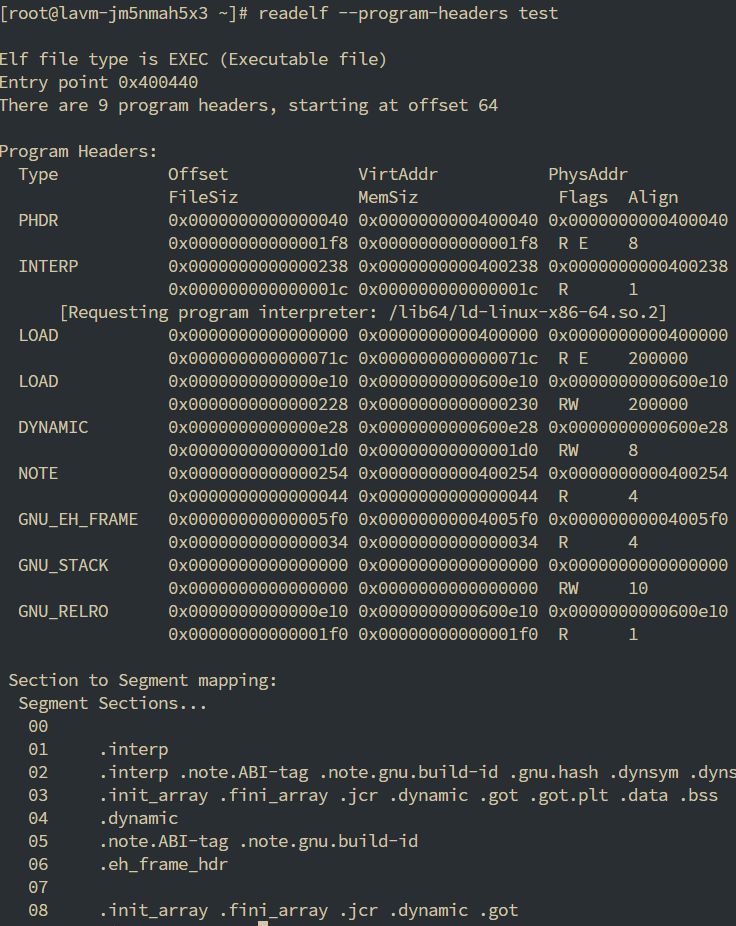 [root@lavm-jm5nmah5x3 ~]# readelf --program-headers test
Elf file type is EXEC (Executable file)
Entry point 0x400440
There are 9 program headers, starting at offset 64
Program Headers:
  Type           Offset             VirtAddr           PhysAddr
                 FileSiz            MemSiz              Flags  Align
  PHDR           0x0000000000000040 0x0000000000400040 0x0000000000400040
                 0x00000000000001f8 0x00000000000001f8  R E    8
  INTERP         0x0000000000000238 0x0000000000400238 0x0000000000400238
                 0x000000000000001c 0x000000000000001c  R      1
      [Requesting program interpreter: /lib64/ld-linux-x86-64.so.2]
  LOAD           0x0000000000000000 0x0000000000400000 0x0000000000400000
                 0x000000000000071c 0x000000000000071c  R E    200000
  LOAD           0x0000000000000e10 0x0000000000600e10 0x0000000000600e10
                 0x0000000000000228 0x0000000000000230  RW     200000
  DYNAMIC        0x0000000000000e28 0x0000000000600e28 0x0000000000600e28
                 0x00000000000001d0 0x00000000000001d0  RW     8
  NOTE           0x0000000000000254 0x0000000000400254 0x0000000000400254
                 0x0000000000000044 0x0000000000000044  R      4
  GNU_EH_FRAME   0x00000000000005f0 0x00000000004005f0 0x00000000004005f0
                 0x0000000000000034 0x0000000000000034  R      4
  GNU_STACK      0x0000000000000000 0x0000000000000000 0x0000000000000000
                 0x0000000000000000 0x0000000000000000  RW     10
  GNU_RELRO      0x0000000000000e10 0x0000000000600e10 0x0000000000600e10
                 0x00000000000001f0 0x00000000000001f0  R      1
 Section to Segment mapping:
  Segment Sections...
   00
   01     .interp
   02     .interp .note.ABI-tag .note.gnu.build-id .gnu.hash .dynsym .dyns
   03     .init_array .fini_array .jcr .dynamic .got .got.plt .data .bss
   04     .dynamic
   05     .note.ABI-tag .note.gnu.build-id
   06     .eh_frame_hdr
   07
   08     .init_array .fini_array .jcr .dynamic .got